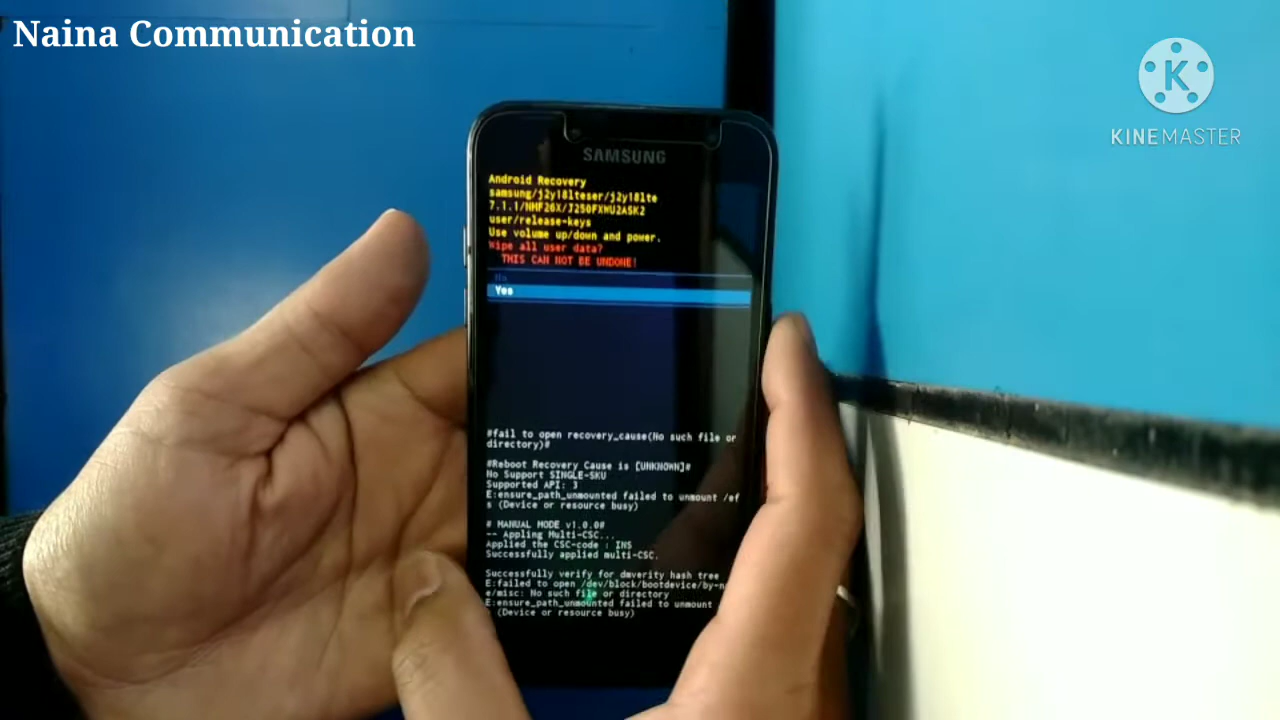 Naina Communication
K
KINEMASTER
SAMSUNG
Android Recovery
samsung/j2y18lteser/j2y18lte
7.1.1/NMF26X/J250FXWU2ASK2
user/release-keys
Use volume up/down and power.
Wipe all user data?
THIS CAN NOT BE UNDONE!
No
Yes
#fail to open recovery_cause(No such file or
directory)#
#Reboot Recovery Cause is [UNKNOWN]#
No Support SINGLE-SKU
Supported API: 3
E:ensure_path_unmounted failed to unmount /ef
s (Device or resource busy)
# MANUAL MODE v1.0.0#
-- Appling Multi-CSC...
Applied the CSC-code : INS
Successfully applied multi-CSC.
Successfully verify for dmverity hash tree
E:failed to open /dev/block/bootdevice/by-na
e/misc: No such file or directory
E:ensure_path_unmounted failed to unmount
(Device or resource busy)